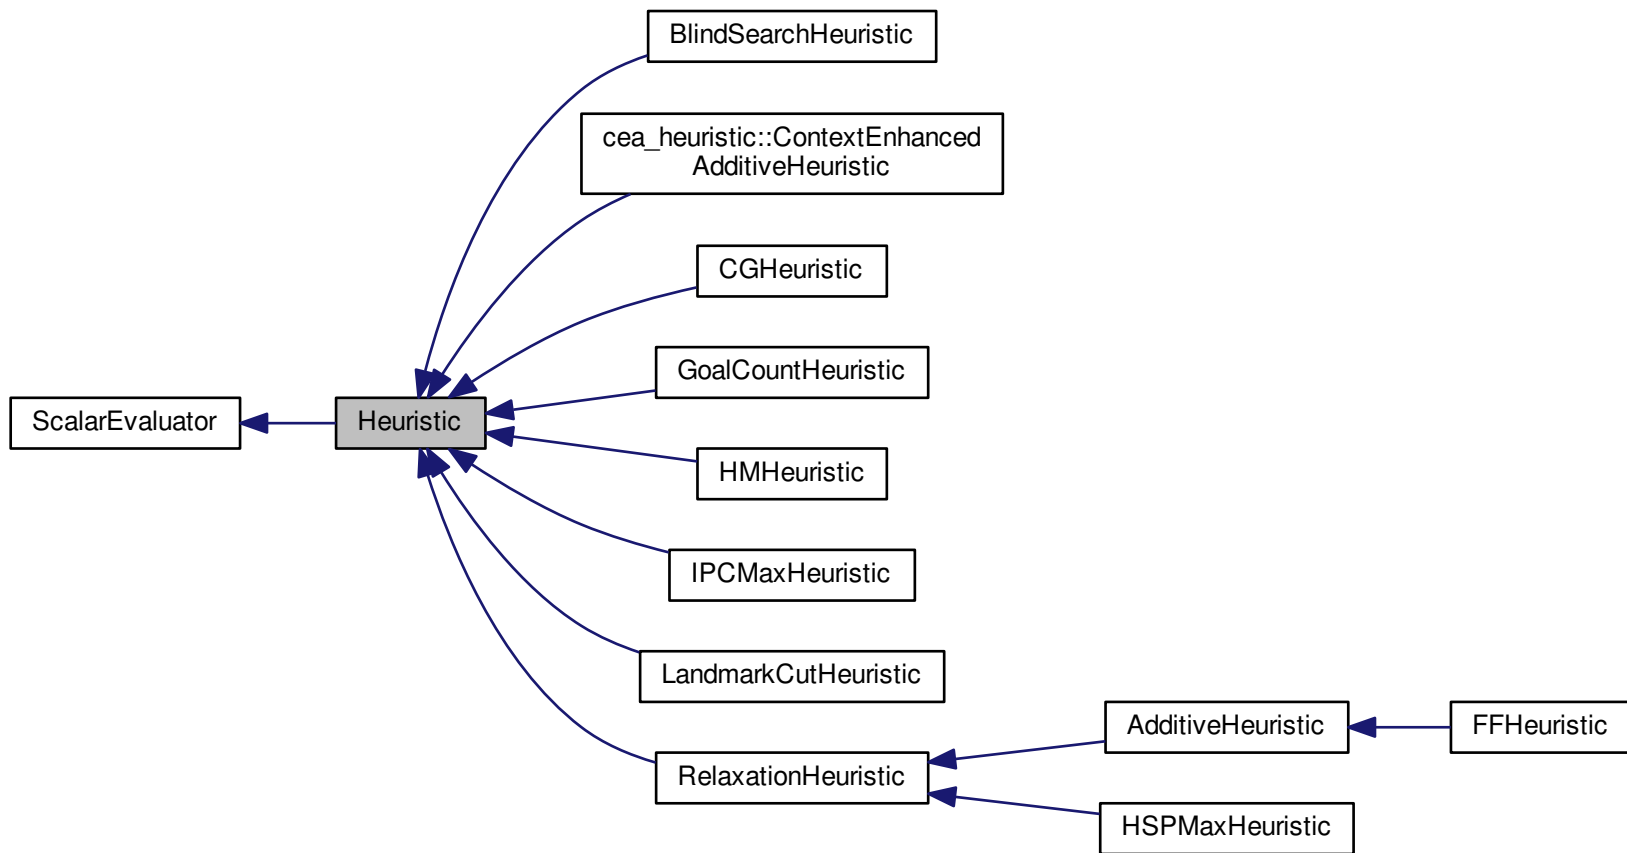 BlindSearchHeuristic
cea_heuristic::ContextEnhanced
AdditiveHeuristic
CGHeuristic
GoalCountHeuristic
ScalarEvaluator
Heuristic
HMHeuristic
IPCMaxHeuristic
LandmarkCutHeuristic
AdditiveHeuristic
FFHeuristic
RelaxationHeuristic
HSPMaxHeuristic